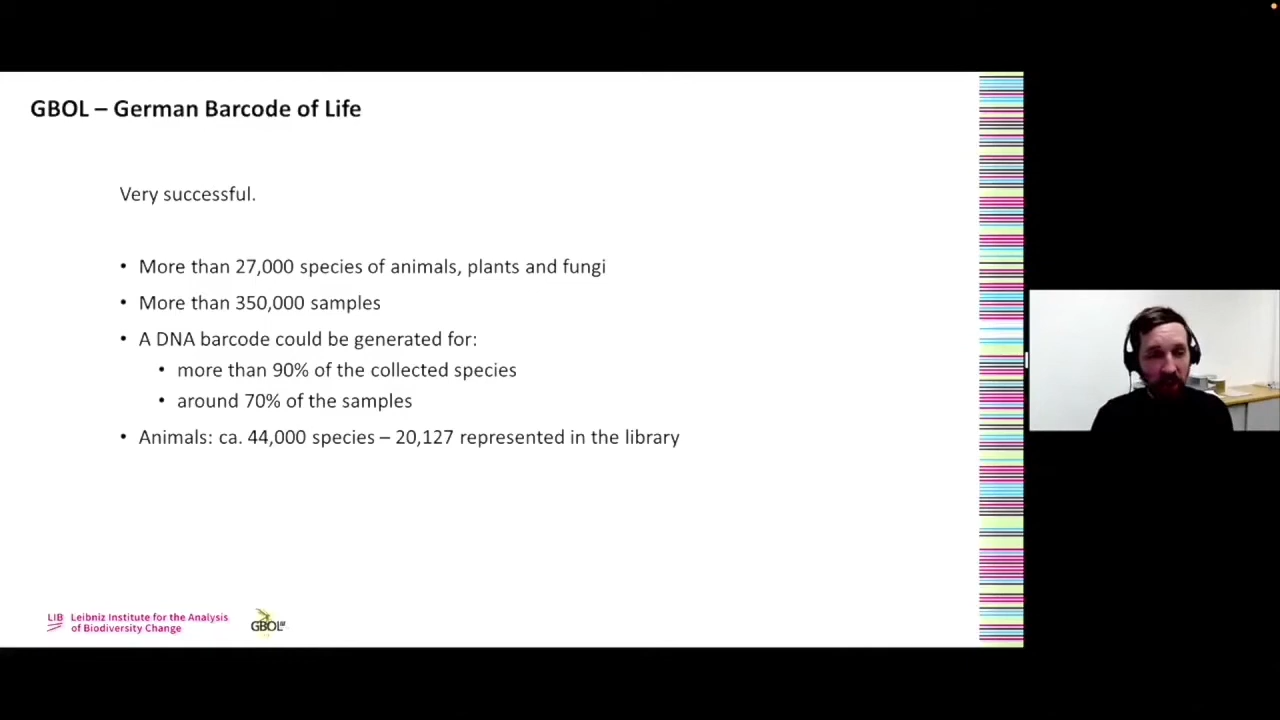 GBOL – German Barcode of Life
Very successful.
• More than 27,000 species of animals, plants and fungi
• More than 350,000 samples
• A DNA barcode could be generated for:
• more than 90% of the collected species
• around 70% of the samples
• Animals: ca. 44,000 species – 20,127 represented in the library
LIB Leibniz Institute for the Analysis
of Biodiversity Change
GBOL